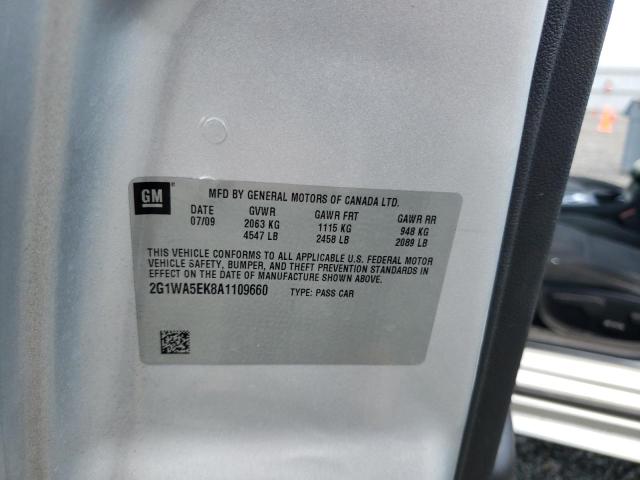 GM
MFD BY GENERAL MOTORS OF CANADA LTD.
DATE GVWR GAWR FRT GAWR RR
07/09 2063 KG 1115 KG 948 KG
4547 LB 2458 LB 2089 LB
THIS VEHICLE CONFORMS TO ALL APPLICABLE U.S. FEDERAL MOTOR
VEHICLE SAFETY, BUMPER, AND THEFT PREVENTION STANDARDS IN
EFFECT ON THE DATE OF MANUFACTURE SHOWN ABOVE.
2G1WA5EK8A1109660 TYPE: PASS CAR